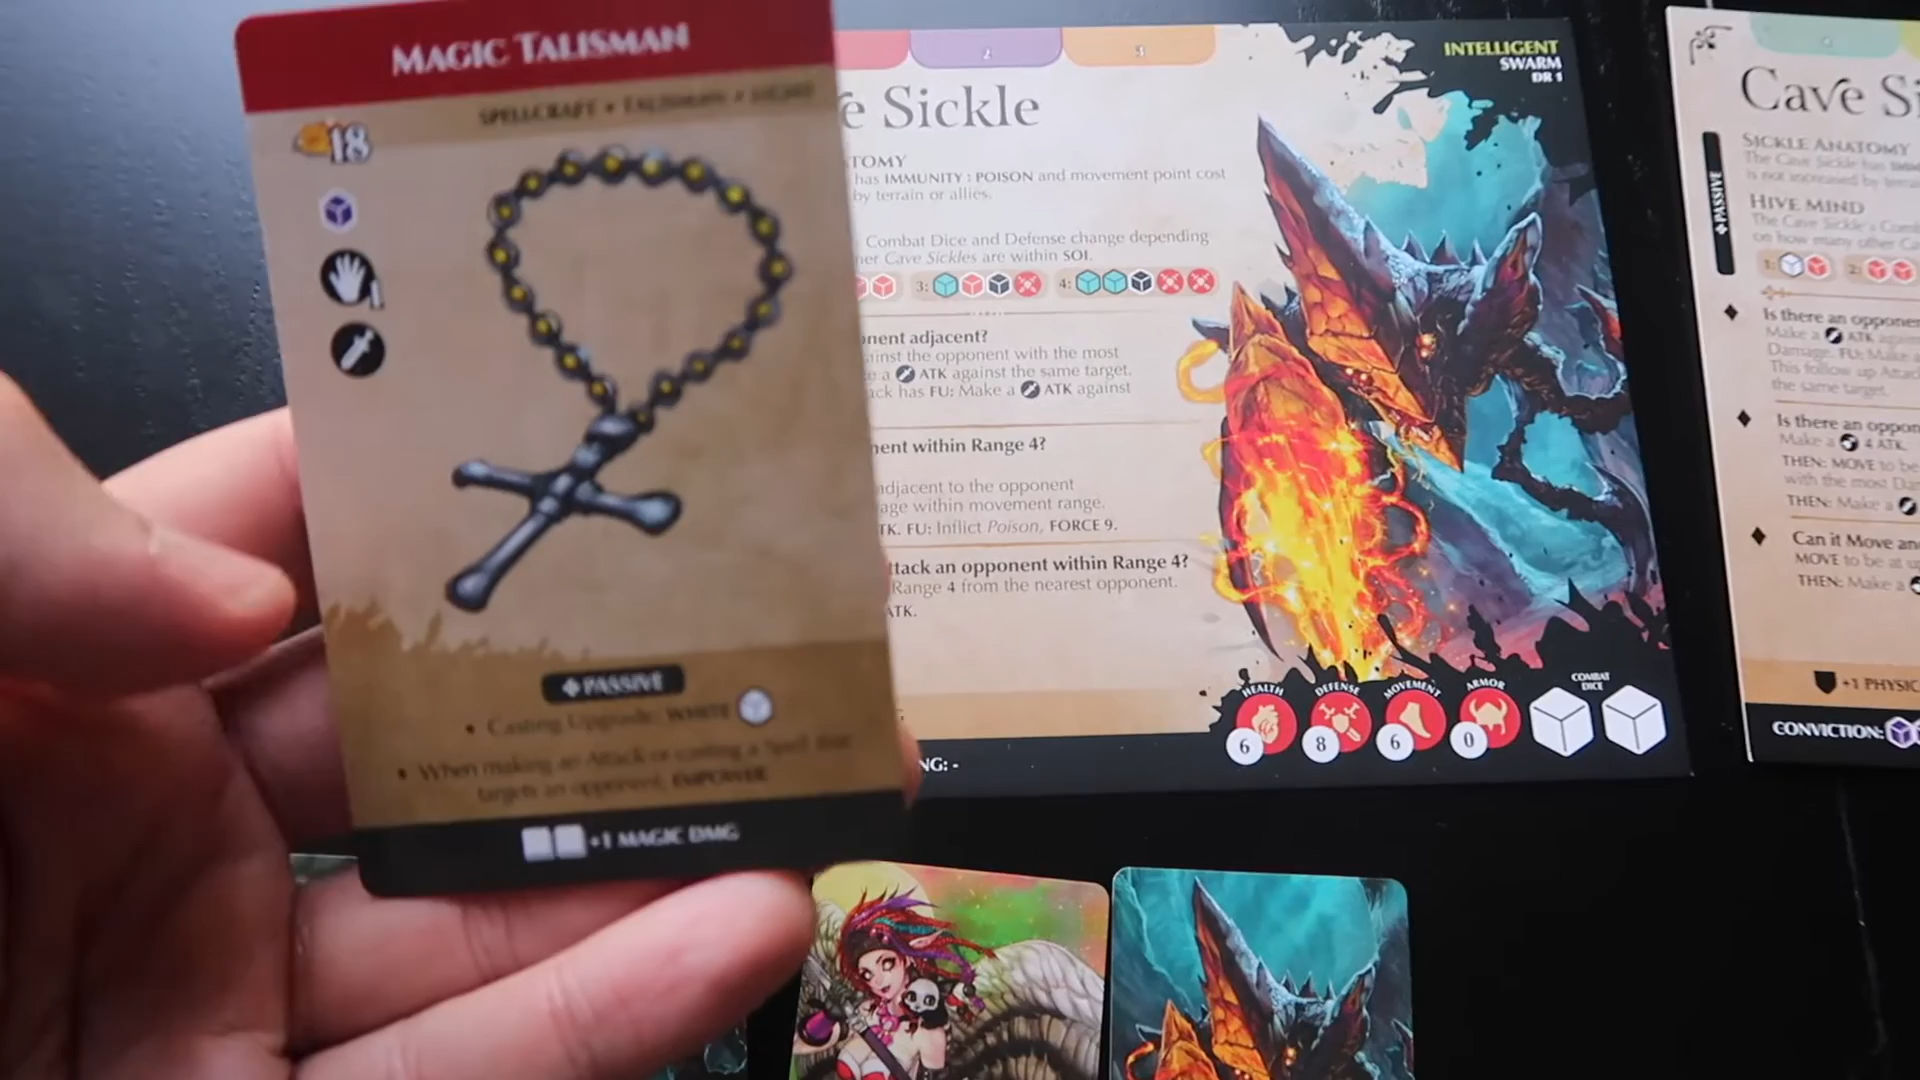 MAGIC TALISMAN
SPELLCRAFT • TALISMAN •
18
PASSIVE
• Casting Upgrade: WHITE
• When making an Attack or casting a Spell that
targets an opponent, EMPOWER
+1 MAGIC DMG
2
3
INTELLIGENT
SWARM
DR 1
e Sickle
TOMY
has IMMUNITY : POISON and movement point cost
by terrain or allies.
Combat Dice and Defense change depending
her Cave Sickles are within SOI.
3:
4:
nent adjacent?
ainst the opponent with the most
e a ATK against the same target.
ack has FU: Make a ATK against
nent within Range 4?
adjacent to the opponent
age within movement range.
TK. FU: Inflict Poison, FORCE 9.
ttack an opponent within Range 4?
Range 4 from the nearest opponent.
ATK.
NG: -
HEALTH
6
DEFENSE
8
MOVEMENT
6
ARMOR
0
COMBAT
DICE
Cave Si
PASSIVE
SICKLE ANATOMY
The Cave Sickle has
is not increased by terra
HIVE MIND
The Cave Sickle's Comb
on how many other Ca
1:
2:
Is there an opponen
Make a ATK again
Damage. FU: Make a
This follow up Attac
the same target.
Is there an oppon
Make a 4 ATK.
THEN: MOVE to be
with the most Da
THEN: Make a
Can it Move an
MOVE to be at u
THEN: Make a
+1 PHYSIC
CONVICTION: